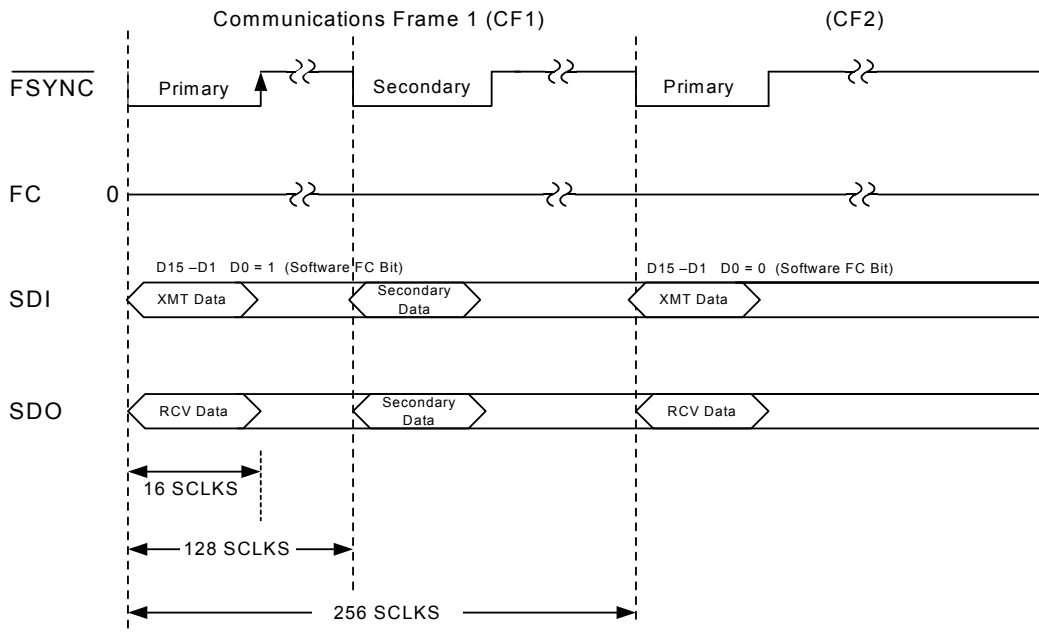 Communications Frame 1 (CF1)
(CF2)
FSYNC
Primary
Secondary
Primary
FC
0
D15 –D1 D0 = 1 (Software FC Bit)
D15 –D1 D0 = 0 (Software FC Bit)
SDI
XMT Data
Secondary
Data
XMT Data
SDO
RCV Data
Secondary
Data
RCV Data
16 SCLKS
128 SCLKS
256 SCLKS